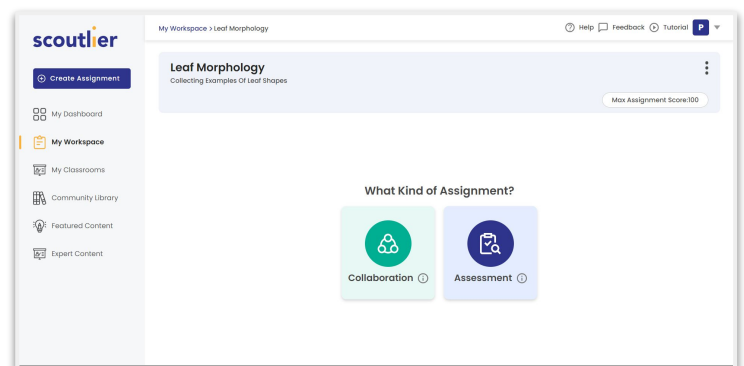 scoutlier
My Workspace > Leaf Morphology
Help Feedback Tutorial P
Create Assignment
My Dashboard
My Workspace
My Classrooms
Community Library
Featured Content
Expert Content
Leaf Morphology
Collecting Examples Of Leaf Shapes
Max Assignment Score:100
What Kind of Assignment?
Collaboration
Assessment